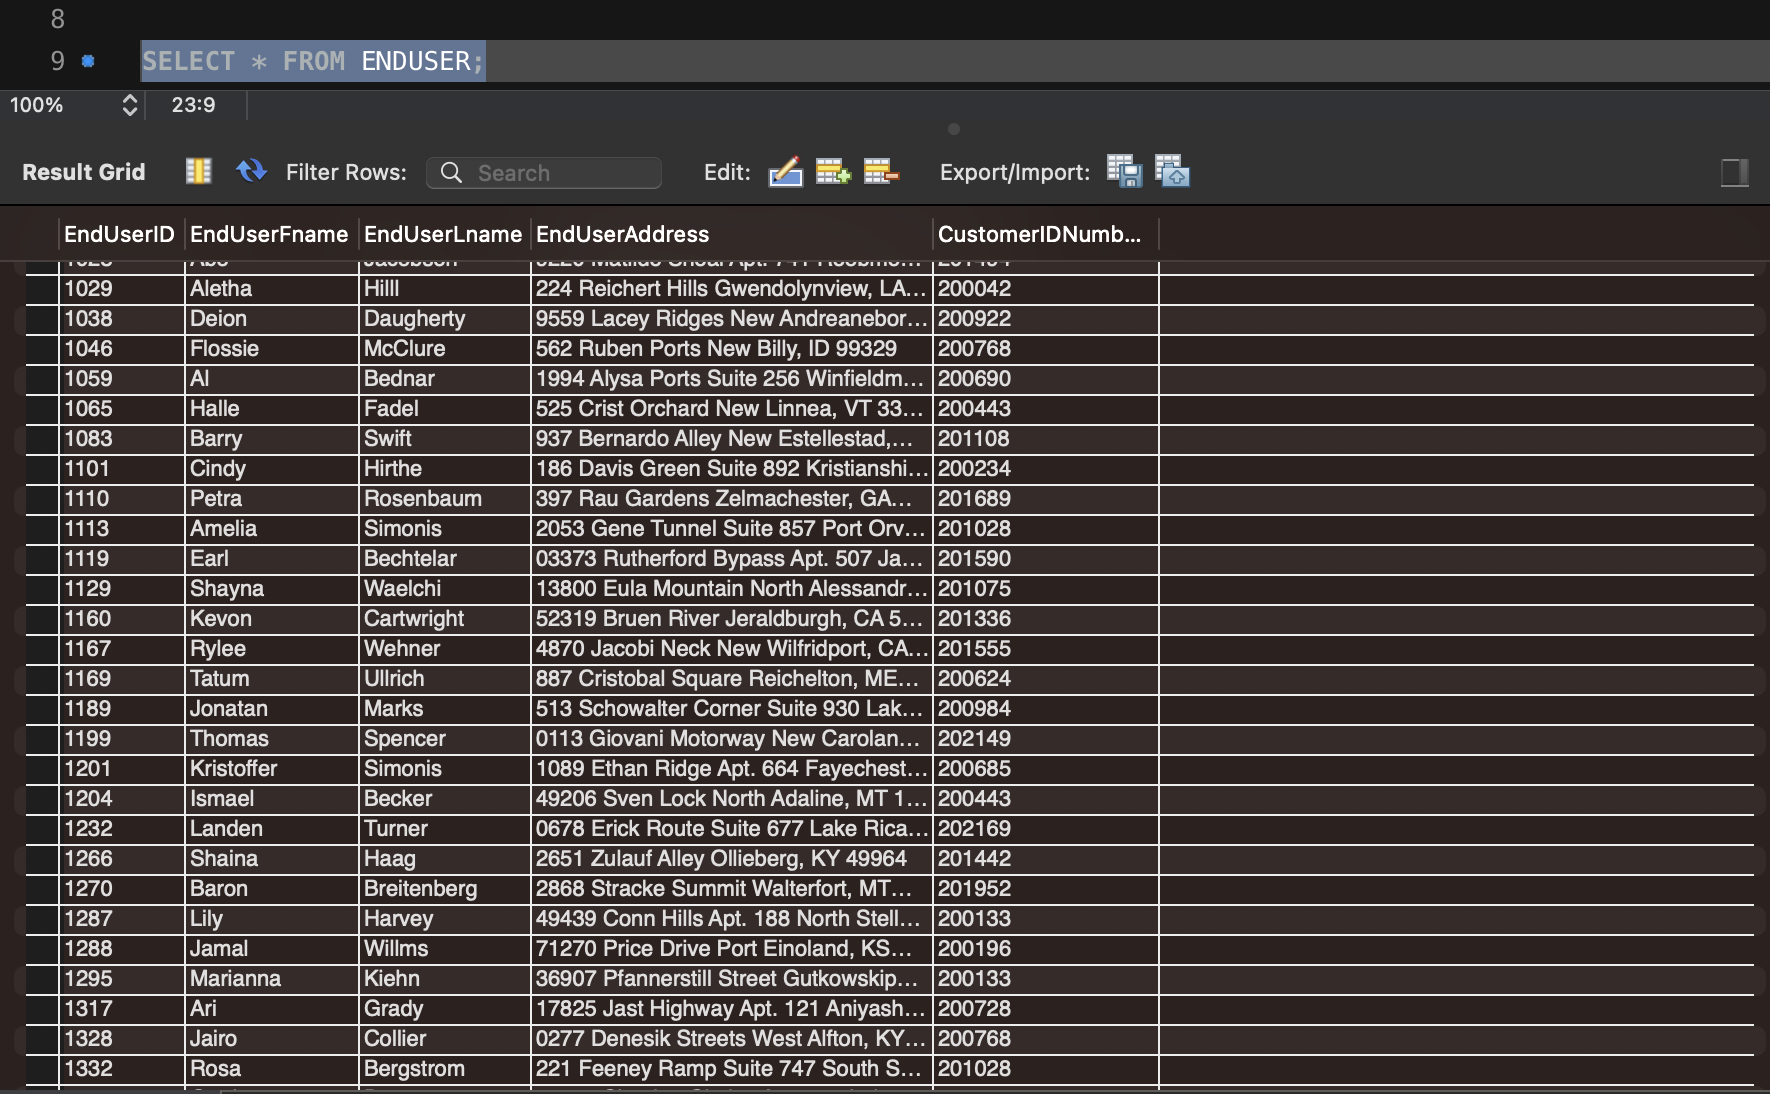 8
9 SELECT * FROM ENDUSER;
100% 23:9
Result Grid Filter Rows: Search Edit: Export/Import:
EndUserID EndUserFname EndUserLname EndUserAddress CustomerIDNumb...
1029 Aletha Hilll 224 Reichert Hills Gwendolynview, LA... 200042
1038 Deion Daugherty 9559 Lacey Ridges New Andreanebor... 200922
1046 Flossie McClure 562 Ruben Ports New Billy, ID 99329 200768
1059 Al Bednar 1994 Alysa Ports Suite 256 Winfieldm... 200690
1065 Halle Fadel 525 Crist Orchard New Linnea, VT 33... 200443
1083 Barry Swift 937 Bernardo Alley New Estellestad,... 201108
1101 Cindy Hirthe 186 Davis Green Suite 892 Kristianshi... 200234
1110 Petra Rosenbaum 397 Rau Gardens Zelmachester, GA... 201689
1113 Amelia Simonis 2053 Gene Tunnel Suite 857 Port Orv... 201028
1119 Earl Bechtelar 03373 Rutherford Bypass Apt. 507 Ja... 201590
1129 Shayna Waelchi 13800 Eula Mountain North Alessandr... 201075
1160 Kevon Cartwright 52319 Bruen River Jeraldburgh, CA 5... 201336
1167 Rylee Wehner 4870 Jacobi Neck New Wilfridport, CA... 201555
1169 Tatum Ullrich 887 Cristobal Square Reichelton, ME... 200624
1189 Jonatan Marks 513 Schowalter Corner Suite 930 Lak... 200984
1199 Thomas Spencer 0113 Giovani Motorway New Carolan... 202149
1201 Kristoffer Simonis 1089 Ethan Ridge Apt. 664 Fayechest... 200685
1204 Ismael Becker 49206 Sven Lock North Adaline, MT 1... 200443
1232 Landen Turner 0678 Erick Route Suite 677 Lake Rica... 202169
1266 Shaina Haag 2651 Zulauf Alley Ollieberg, KY 49964 201442
1270 Baron Breitenberg 2868 Stracke Summit Walterfort, MT... 201952
1287 Lily Harvey 49439 Conn Hills Apt. 188 North Stell... 200133
1288 Jamal Willms 71270 Price Drive Port Einoland, KS... 200196
1295 Marianna Kiehn 36907 Pfannerstill Street Gutkowskip... 200133
1317 Ari Grady 17825 Jast Highway Apt. 121 Aniyash... 200728
1328 Jairo Collier 0277 Denesik Streets West Alfton, KY... 200768
1332 Rosa Bergstrom 221 Feeney Ramp Suite 747 South S... 201028